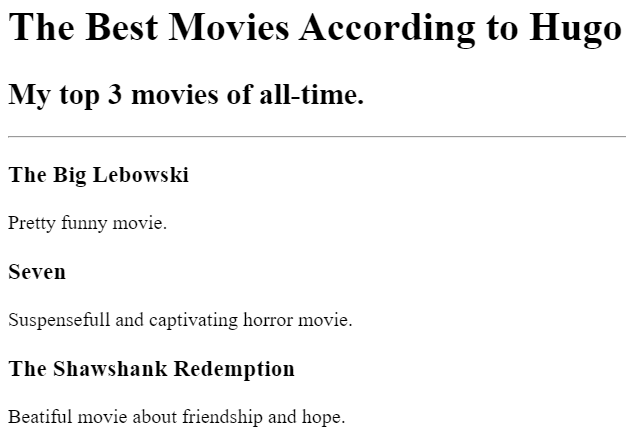 The Best Movies According to Hugo
My top 3 movies of all-time.
The Big Lebowski
Pretty funny movie.
Seven
Suspensefull and captivating horror movie.
The Shawshank Redemption
Beatiful movie about friendship and hope.